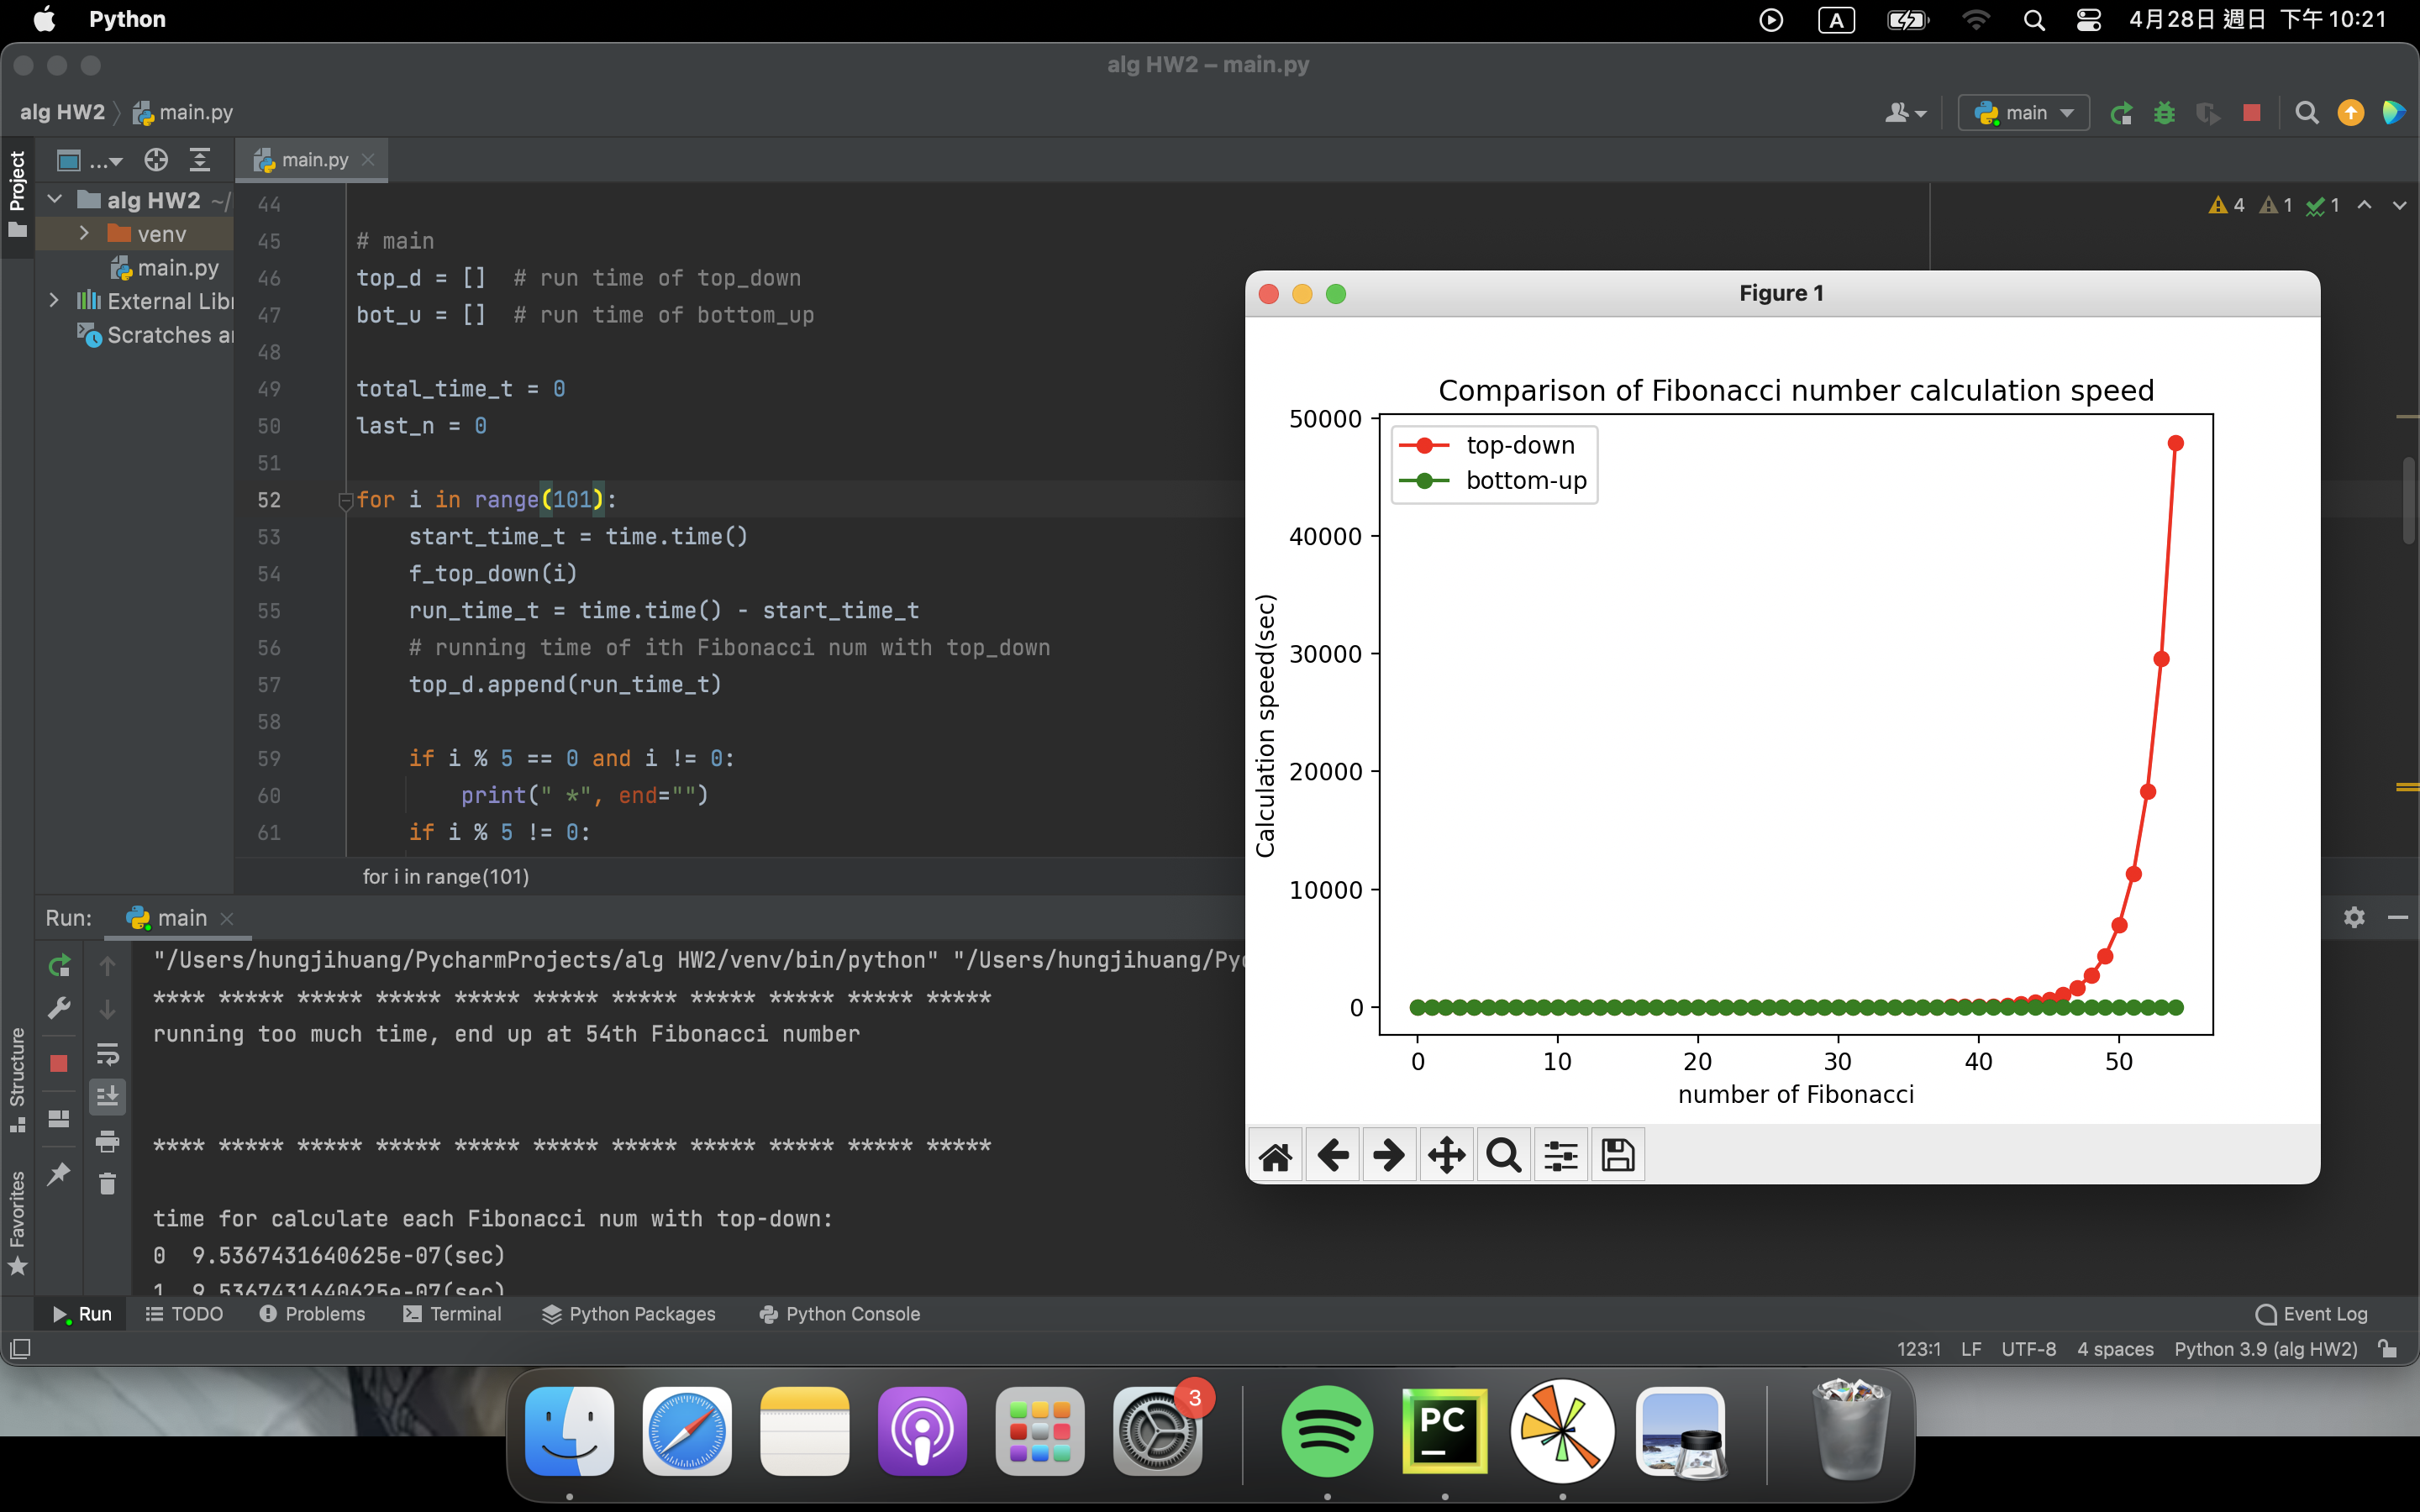 Python
A
4月28日 週日 下午 10:21
alg HW2 – main.py
alg HW2
main.py
main
Project
...
main.py
alg HW2 ~/
venv
main.py
External Libr
Scratches a
4
1
1
44
45 # main
46 top_d = [] # run time of top_down
47 bot_u = [] # run time of bottom_up
48
49 total_time_t = 0
50 last_n = 0
51
52 for i in range(101):
53 start_time_t = time.time()
54 f_top_down(i)
55 run_time_t = time.time() - start_time_t
56 # running time of ith Fibonacci num with top_down
57 top_d.append(run_time_t)
58
59 if i % 5 == 0 and i != 0:
60 print(" *", end="")
61 if i % 5 != 0:
for i in range(101)
Figure 1
Comparison of Fibonacci number calculation speed
top-down
bottom-up
50000
40000
30000
20000
10000
0
Calculation speed(sec)
0 10 20 30 40 50
number of Fibonacci
Run:
main
"/Users/hungjihuang/PycharmProjects/alg HW2/venv/bin/python" "/Users/hungjihuang/Pyc
**** ***** ***** ***** ***** ***** ***** ***** ***** ***** *****
running too much time, end up at 54th Fibonacci number
**** ***** ***** ***** ***** ***** ***** ***** ***** ***** *****
time for calculate each Fibonacci num with top-down:
0 9.5367431640625e-07(sec)
1 9.5367431640625e-07(sec)
Structure
Favorites
Run
TODO
Problems
Terminal
Python Packages
Python Console
Event Log
123:1 LF UTF-8 4 spaces Python 3.9 (alg HW2)
3
PC